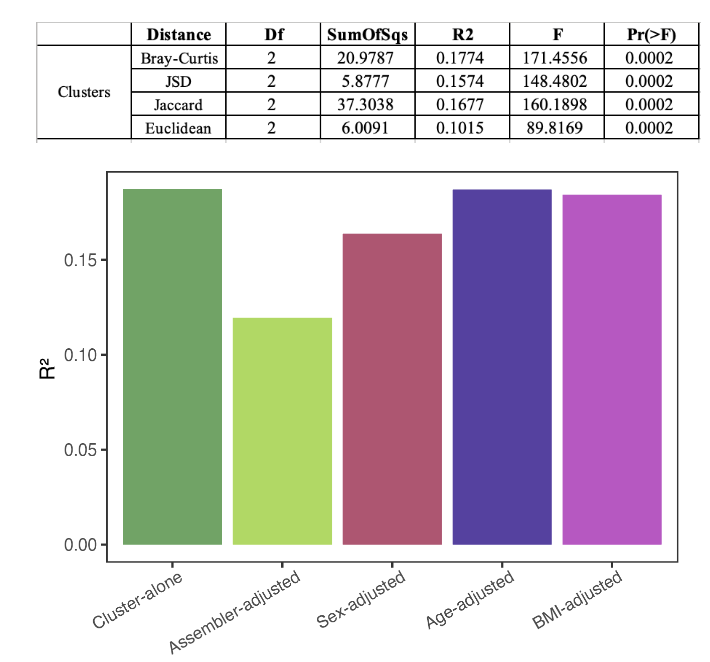 Distance Df SumOfSqs R2 F Pr(>F)
Clusters
Bray-Curtis 2 20.9787 0.1774 171.4556 0.0002
JSD 2 5.8777 0.1574 148.4802 0.0002
Jaccard 2 37.3038 0.1677 160.1898 0.0002
Euclidean 2 6.0091 0.1015 89.8169 0.0002
R²
0.15
0.10
0.05
0.00
Cluster-alone
Assembler-adjusted
Sex-adjusted
Age-adjusted
BMI-adjusted